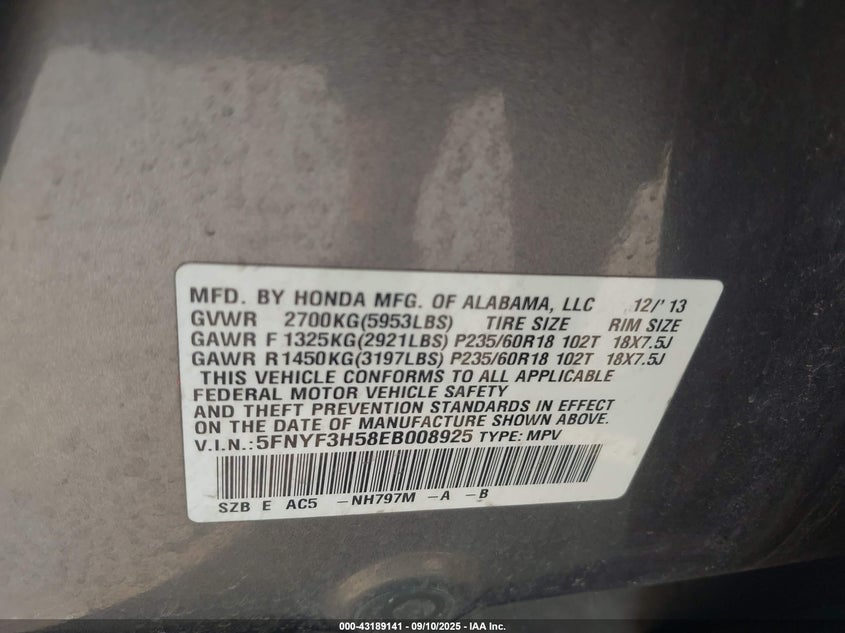 MFD. BY HONDA MFG. OF ALABAMA, LLC 12/' 13
GVWR 2700KG(5953LBS) TIRE SIZE RIM SIZE
GAWR F 1325KG(2921LBS) P235/60R18 102T 18X7.5J
GAWR R 1450KG(3197LBS) P235/60R18 102T 18X7.5J
THIS VEHICLE CONFORMS TO ALL APPLICABLE
FEDERAL MOTOR VEHICLE SAFETY
AND THEFT PREVENTION STANDARDS IN EFFECT
ON THE DATE OF MANUFACTURE SHOWN ABOVE.
V.I.N.: 5FNYF3H58EB008925 TYPE: MPV
SZB E AC5 -NH797M -A -B
000-43189141 - 09/10/2025 - IAA Inc.